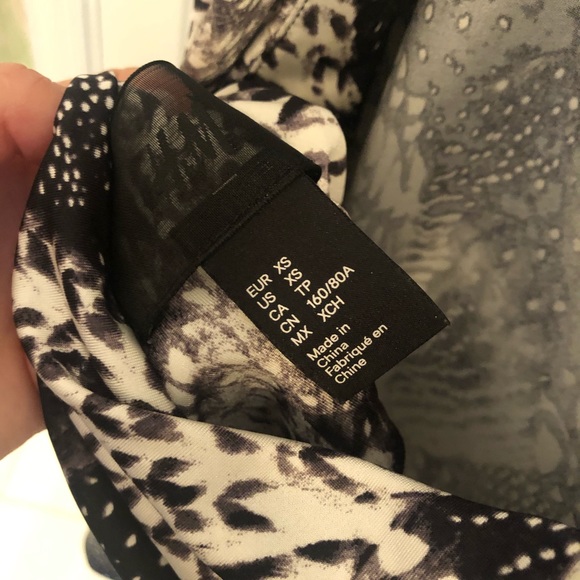 EUR XS
US XS
CA TP
CN 160/80A
MX XCH
Made in
China
Fabriqué en
Chine